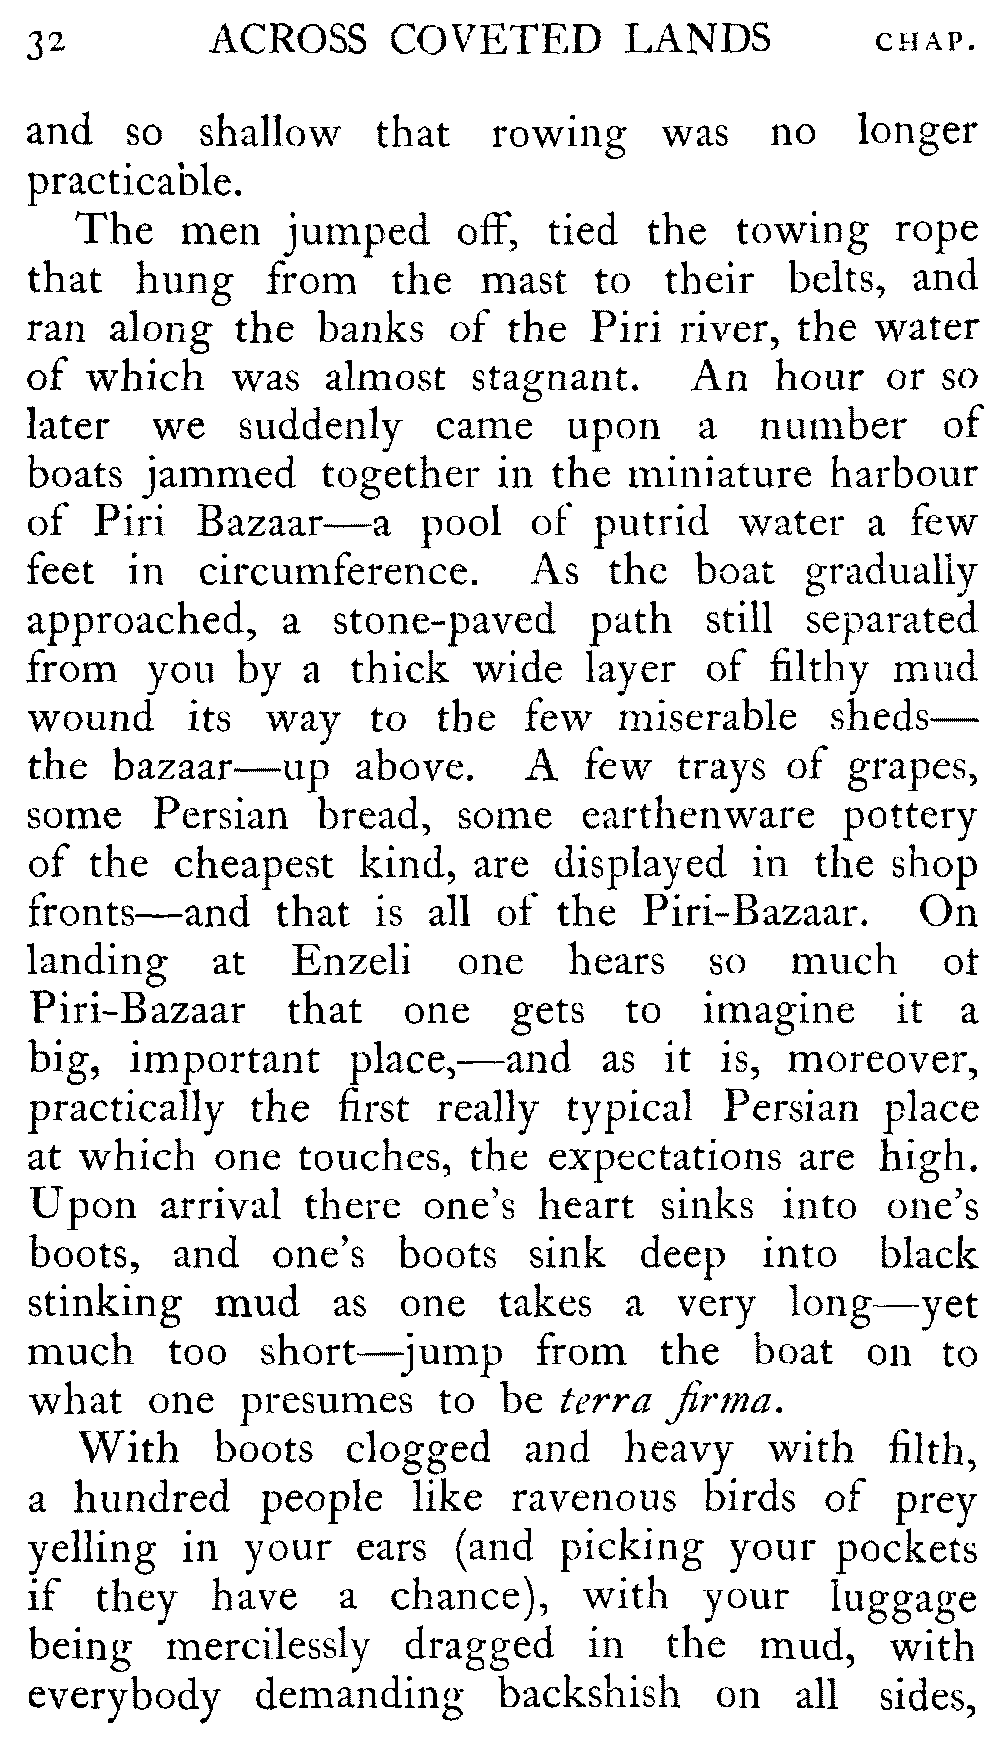 32 ACROSS COVETED LANDS CHAP.
and so shallow that rowing was no longer
practicable.
The men jumped off, tied the towing rope
that hung from the mast to their belts, and
ran along the banks of the Piri river, the water
of which was almost stagnant. An hour or so
later we suddenly came upon a number of
boats jammed together in the miniature harbour
of Piri Bazaar—a pool of putrid water a few
feet in circumference. As the boat gradually
approached, a stone-paved path still separated
from you by a thick wide layer of filthy mud
wound its way to the few miserable sheds—
the bazaar—up above. A few trays of grapes,
some Persian bread, some earthenware pottery
of the cheapest kind, are displayed in the shop
fronts—and that is all of the Piri-Bazaar. On
landing at Enzeli one hears so much of
Piri-Bazaar that one gets to imagine it a
big, important place,—and as it is, moreover,
practically the first really typical Persian place
at which one touches, the expectations are high.
Upon arrival there one's heart sinks into one's
boots, and one's boots sink deep into black
stinking mud as one takes a very long—yet
much too short—jump from the boat on to
what one presumes to be terra firma.
With boots clogged and heavy with filth,
a hundred people like ravenous birds of prey
yelling in your ears (and picking your pockets
if they have a chance), with your luggage
being mercilessly dragged in the mud, with
everybody demanding backshish on all sides,